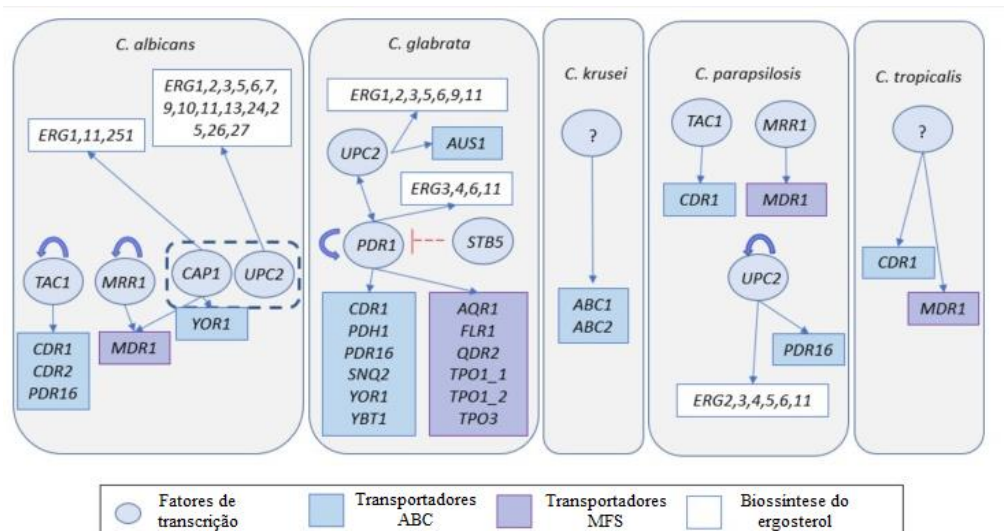 C. albicans
ERG1,2,3,5,6,7,
9,10,11,13,24,2
5,26,27
ERG1,11,251
TAC1
MRR1
CAP1
UPC2
YOR1
MDR1
CDR1
CDR2
PDR16
C. glabrata
ERG1,2,3,5,6,9,11
UPC2
AUS1
ERG3,4,6,11
PDR1
STB5
CDR1
PDH1
PDR16
SNQ2
YOR1
YBT1
AQR1
FLR1
QDR2
TPO1_1
TPO1_2
TPO3
C. krusei
?
ABC1
ABC2
C. parapsilosis
TAC1
MRR1
CDR1
MDR1
UPC2
PDR16
ERG2,3,4,5,6,11
C. tropicalis
?
CDR1
MDR1
Fatores de
transcrição
Transportadores
ABC
Transportadores
MFS
Biossíntese do
ergosterol